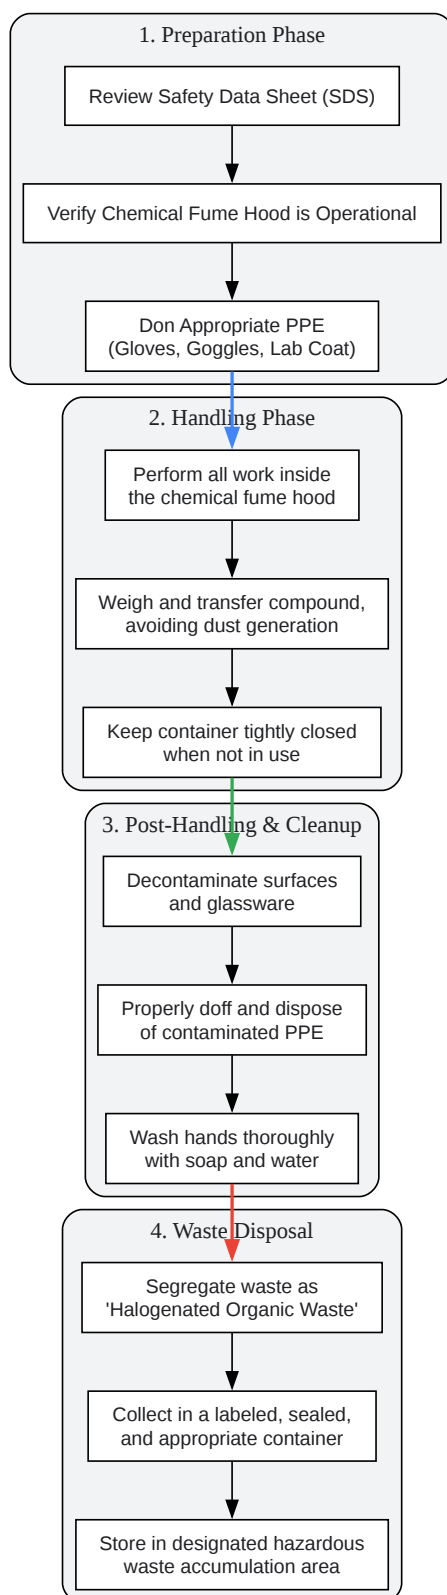 1. Preparation Phase
Review Safety Data Sheet (SDS)
Verify Chemical Fume Hood is Operational
Don Appropriate PPE
(Gloves, Goggles, Lab Coat)
2. Handling Phase
Perform all work inside
the chemical fume hood
Weigh and transfer compound,
avoiding dust generation
Keep container tightly closed
when not in use
3. Post-Handling & Cleanup
Decontaminate surfaces
and glassware
Properly doff and dispose
of contaminated PPE
Wash hands thoroughly
with soap and water
4. Waste Disposal
Segregate waste as
'Halogenated Organic Waste'
Collect in a labeled, sealed,
and appropriate container
Store in designated hazardous
waste accumulation area